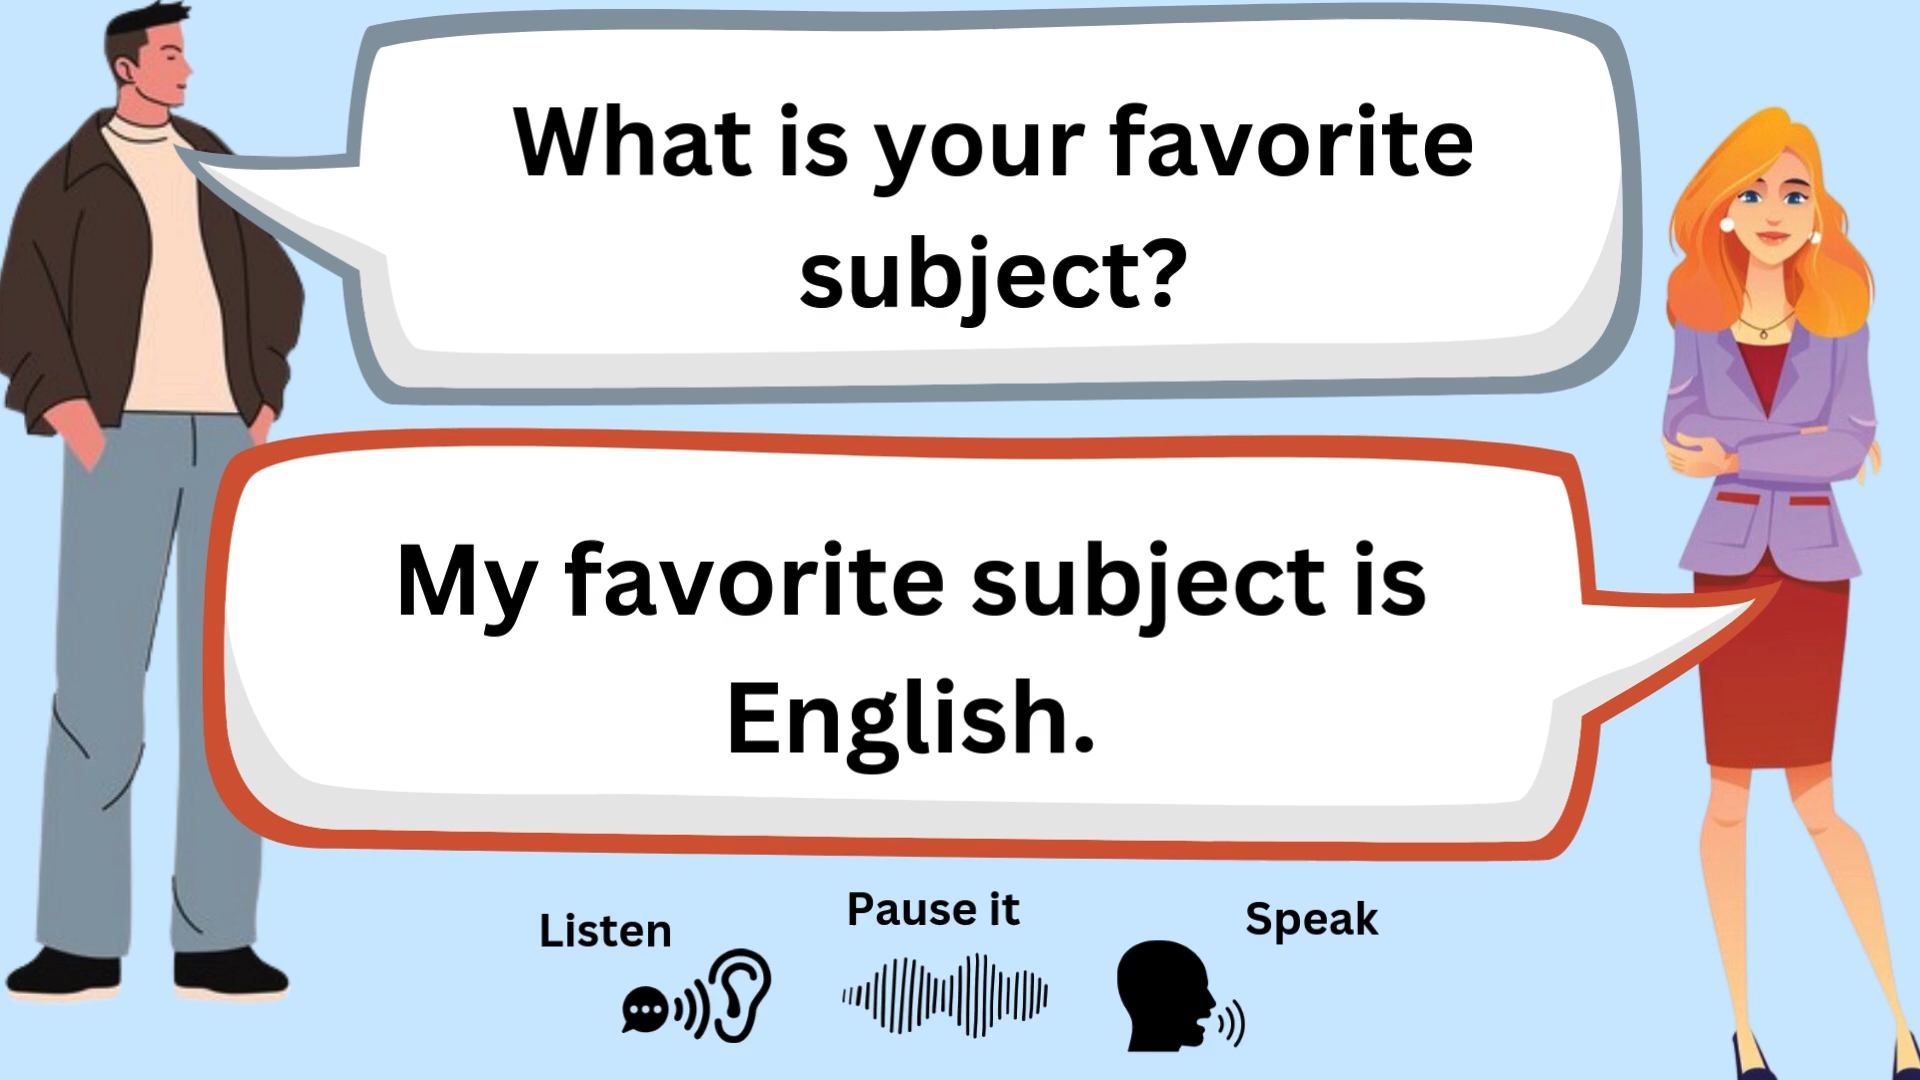 What is your favorite
subject?
My favorite subject is
English.
Listen
Pause it
Speak